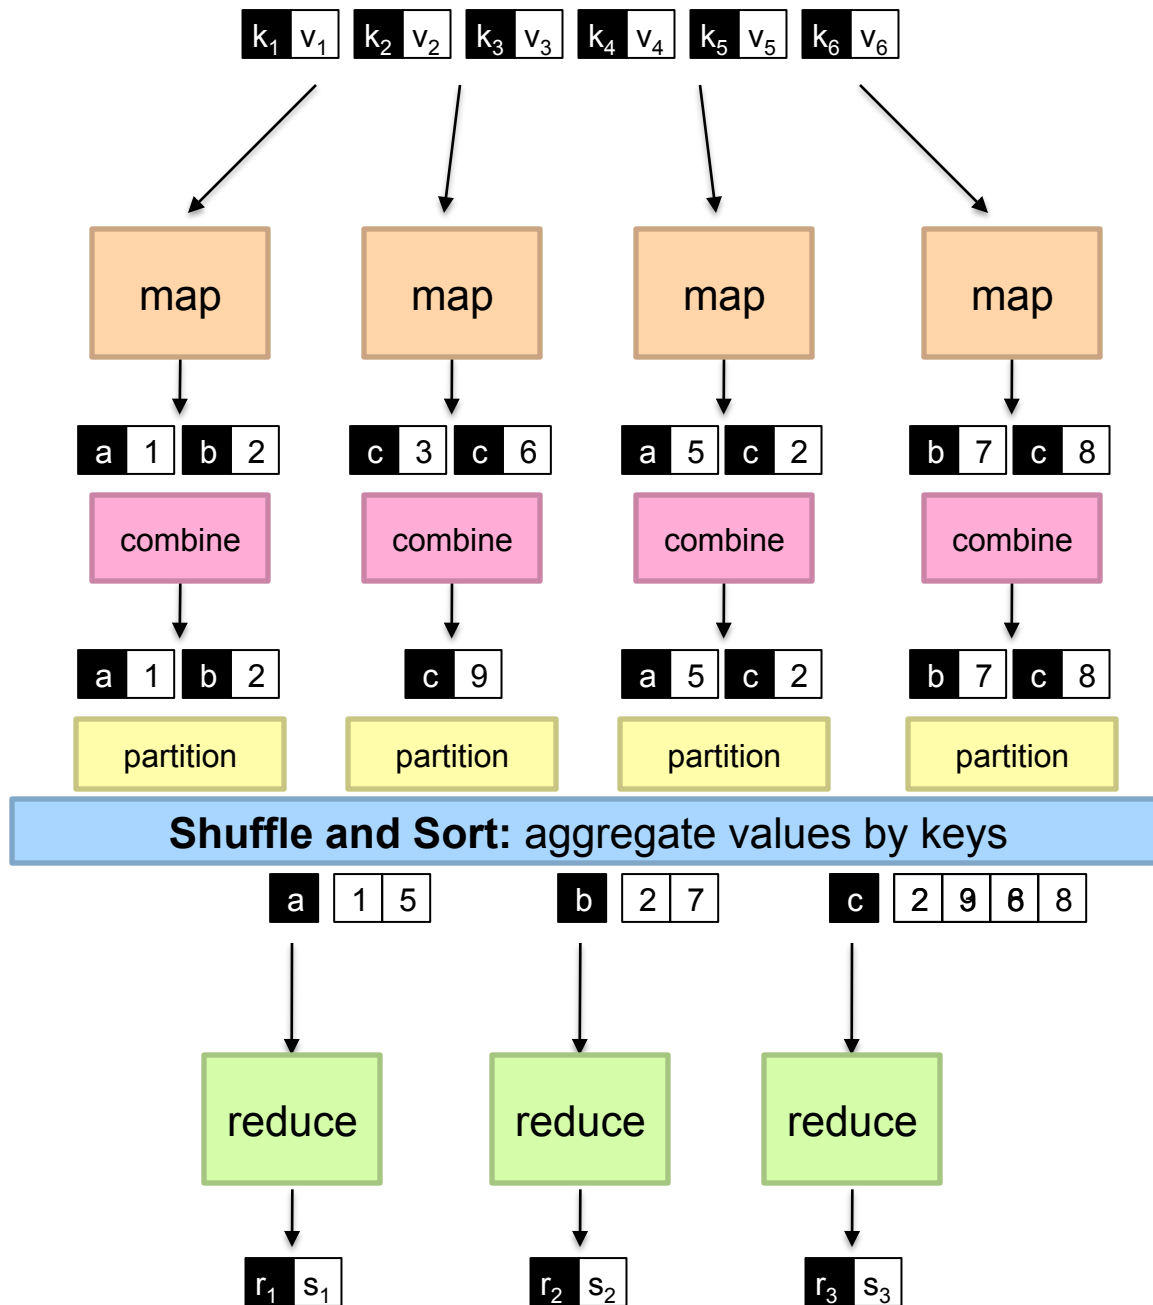 k1 v1 k2 v2 k3 v3 k4 v4 k5 v5 k6 v6
map map map map
a 1 b 2 c 3 c 6 a 5 c 2 b 7 c 8
combine combine combine combine
a 1 b 2 c 9 a 5 c 2 b 7 c 8
partition partition partition partition
Shuffle and Sort: aggregate values by keys
a 1 5 b 2 7 c 2 8
reduce reduce reduce
r1 s1 r2 s2 r3 s3